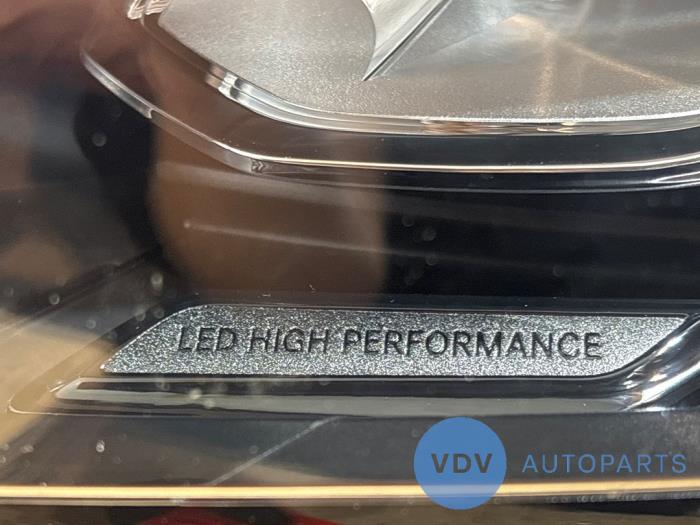 LED HIGH PERFORMANCE
VDV AUTOPARTS